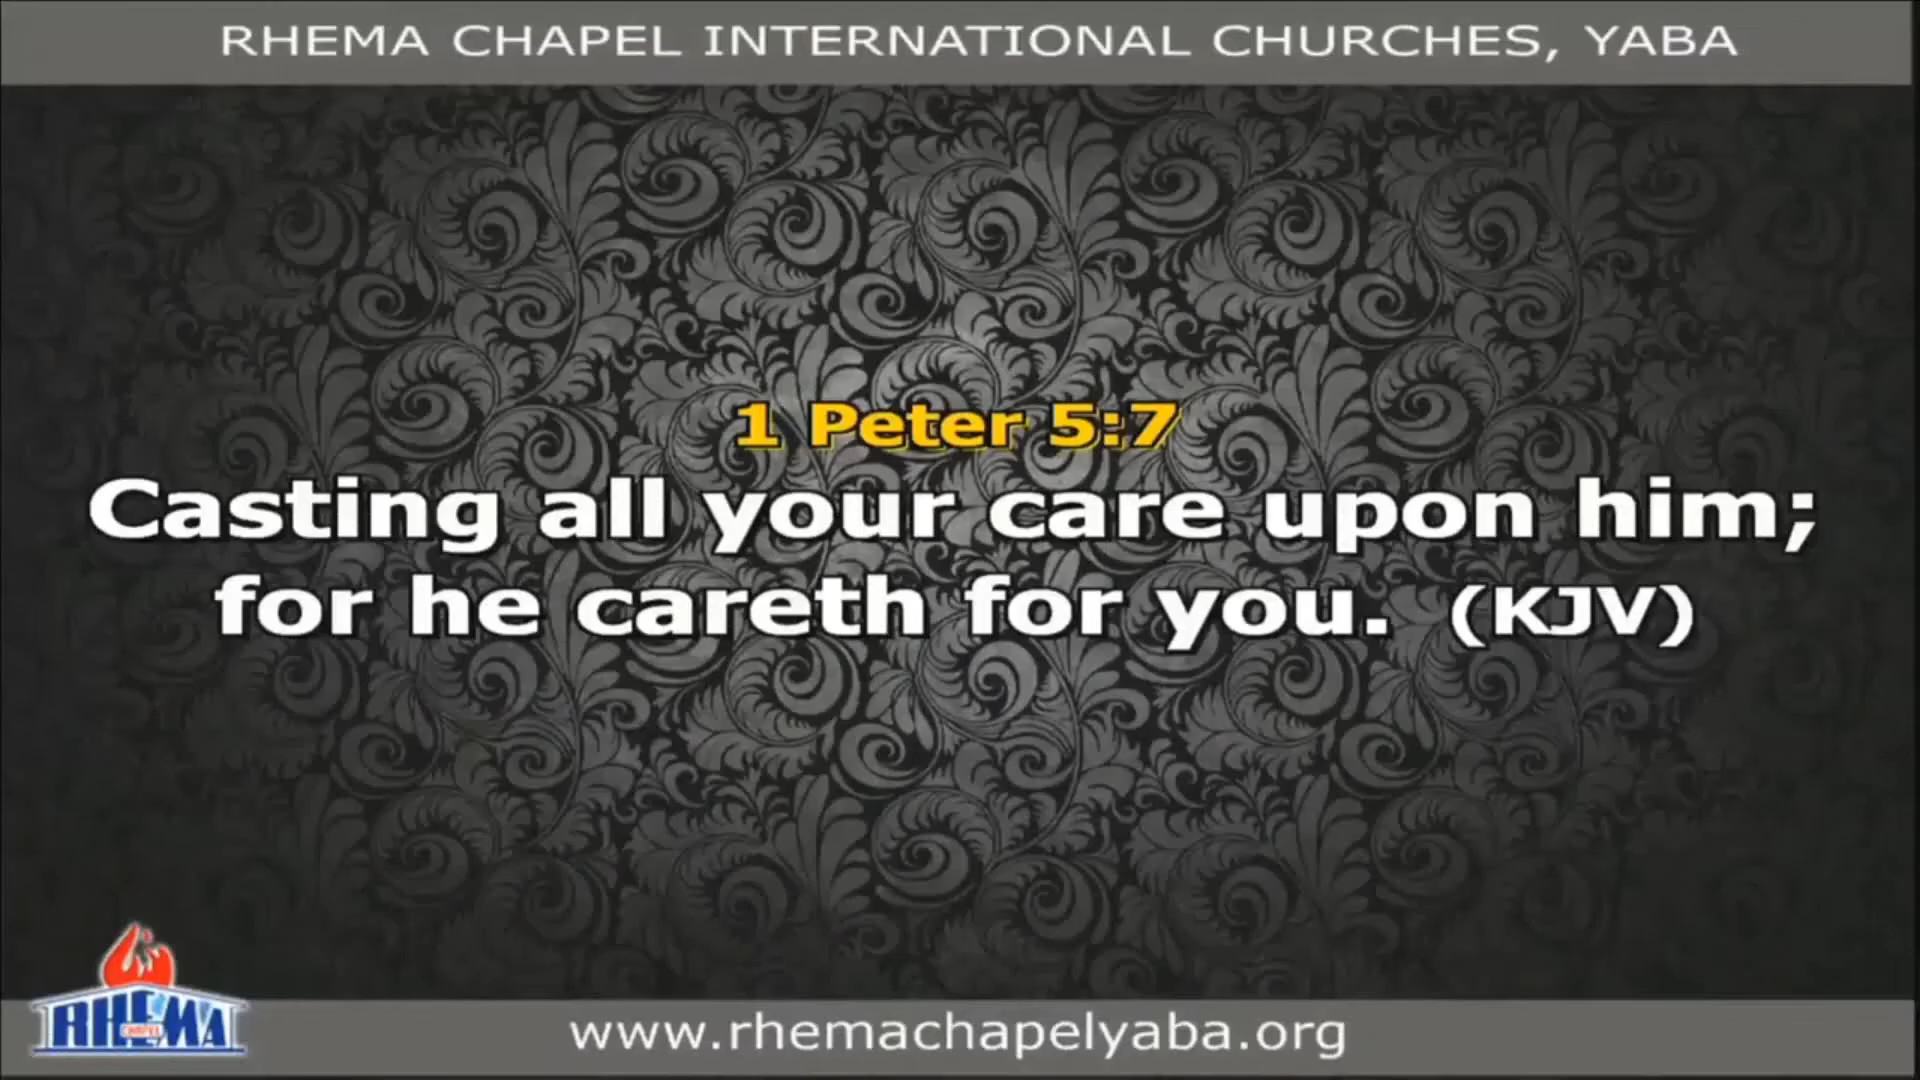 RHEMA CHAPEL INTERNATIONAL CHURCHES, YABA
1 Peter 5:7
Casting all your care upon him;
for he careth for you. (KJV)
RHEMA
CHAPEL
www.rhemachapelyaba.org